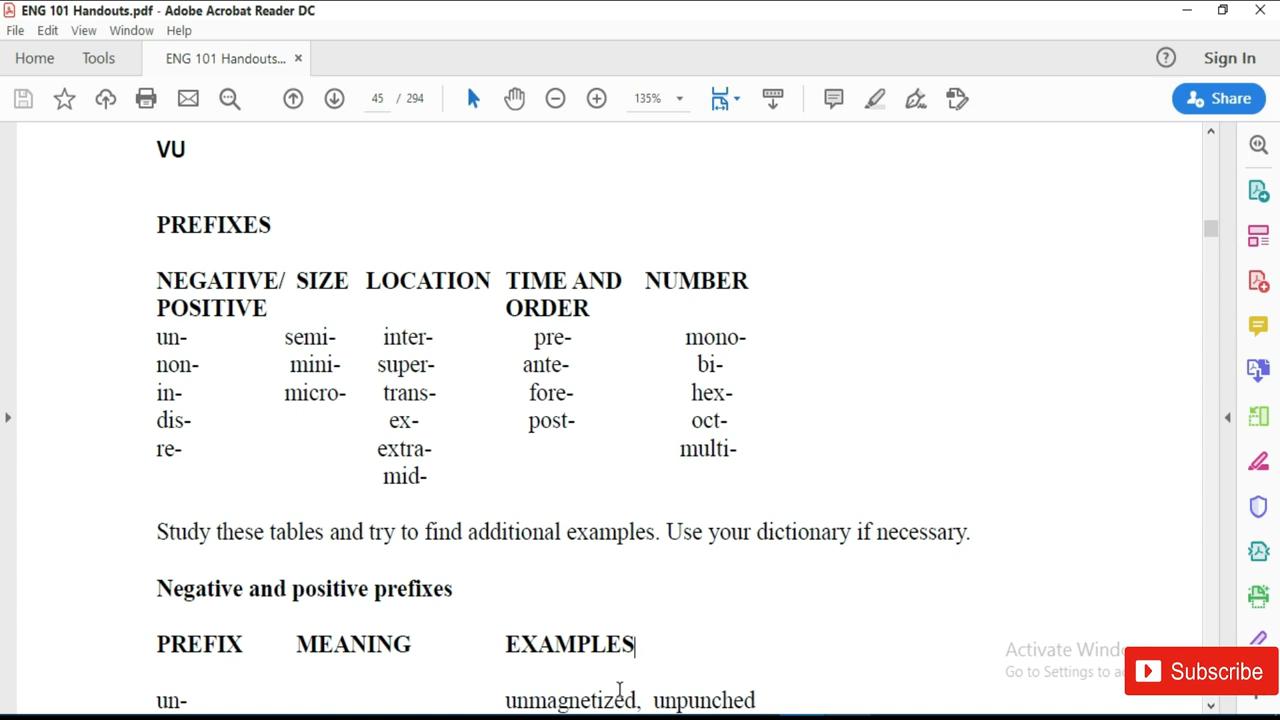 ENG 101 Handouts.pdf - Adobe Acrobat Reader DC
File Edit View Window Help
Home Tools ENG 101 Handouts... × ? Sign In
45 / 294 135% Share
VU
PREFIXES
NEGATIVE/ SIZE LOCATION TIME AND NUMBER
POSITIVE ORDER
un- semi- inter- pre- mono-
non- mini- super- ante- bi-
in- micro- trans- fore- hex-
dis- ex- post- oct-
re- extra- multi-
mid-
Study these tables and try to find additional examples. Use your dictionary if necessary.
Negative and positive prefixes
PREFIX MEANING EXAMPLES
Activate Wind
Go to Settings to a
Subscribe
un- unmagnetized, unpunched